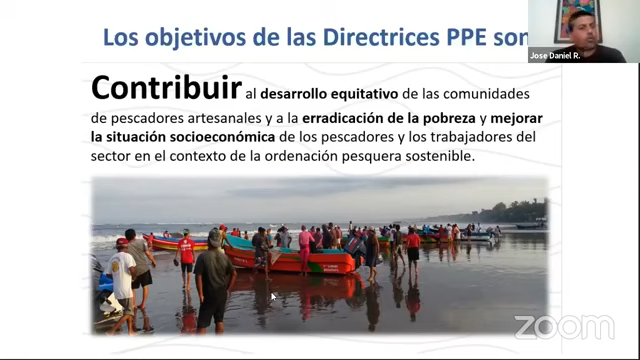 Los objetivos de las Directrices PPE son
Jose Daniel R.
Contribuir al desarrollo equitativo de las comunidades
de pescadores artesanales y a la erradicación de la pobreza y mejorar
la situación socioeconómica de los pescadores y los trabajadores del
sector en el contexto de la ordenación pesquera sostenible.
zoom